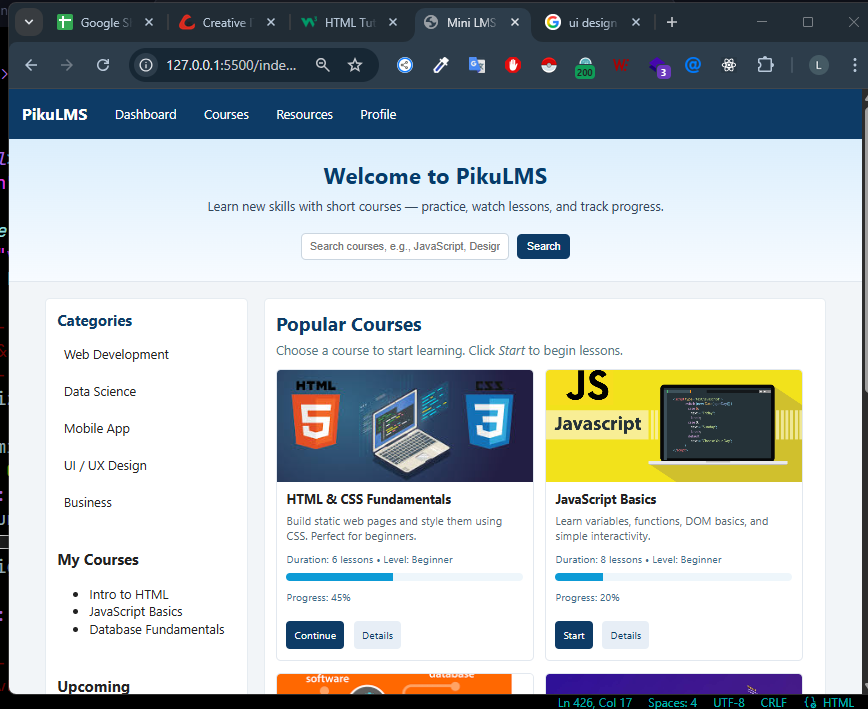 Google S
Creative
HTML Tu
Mini LMS
ui design
127.0.0.1:5500/inde...
200
3
L
PikuLMS
Dashboard
Courses
Resources
Profile
Welcome to PikuLMS
Learn new skills with short courses — practice, watch lessons, and track progress.
Search courses, e.g., JavaScript, Design
Search
Categories
Web Development
Data Science
Mobile App
UI / UX Design
Business
My Courses
Intro to HTML
JavaScript Basics
Database Fundamentals
Upcoming
Popular Courses
Choose a course to start learning. Click Start to begin lessons.
HTML
CSS
5
3
HTML & CSS Fundamentals
Build static web pages and style them using
CSS. Perfect for beginners.
Duration: 6 lessons • Level: Beginner
Progress: 45%
Continue
Details
JS
Javascript
JavaScript Basics
Learn variables, functions, DOM basics, and
simple interactivity.
Duration: 8 lessons • Level: Beginner
Progress: 20%
Start
Details
software
database
Ln 426, Col 17
Spaces: 4
UTF-8
CRLF
HTML